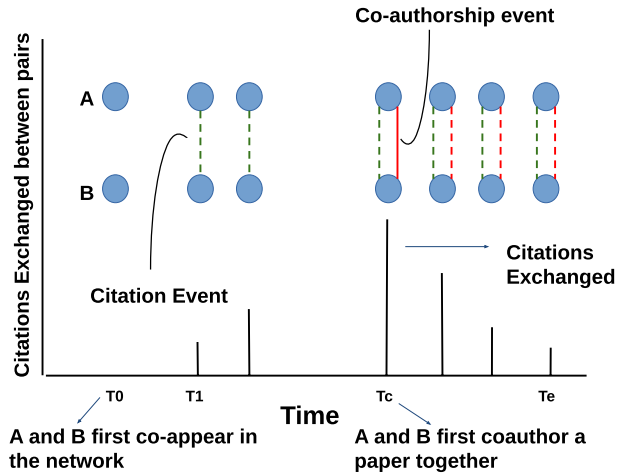 Co-authorship event
Citations Exchanged between pairs
A
B
Citations
Exchanged
Citation Event
T0
T1
Tc
Te
Time
A and B first co-appear in
the network
A and B first coauthor a
paper together